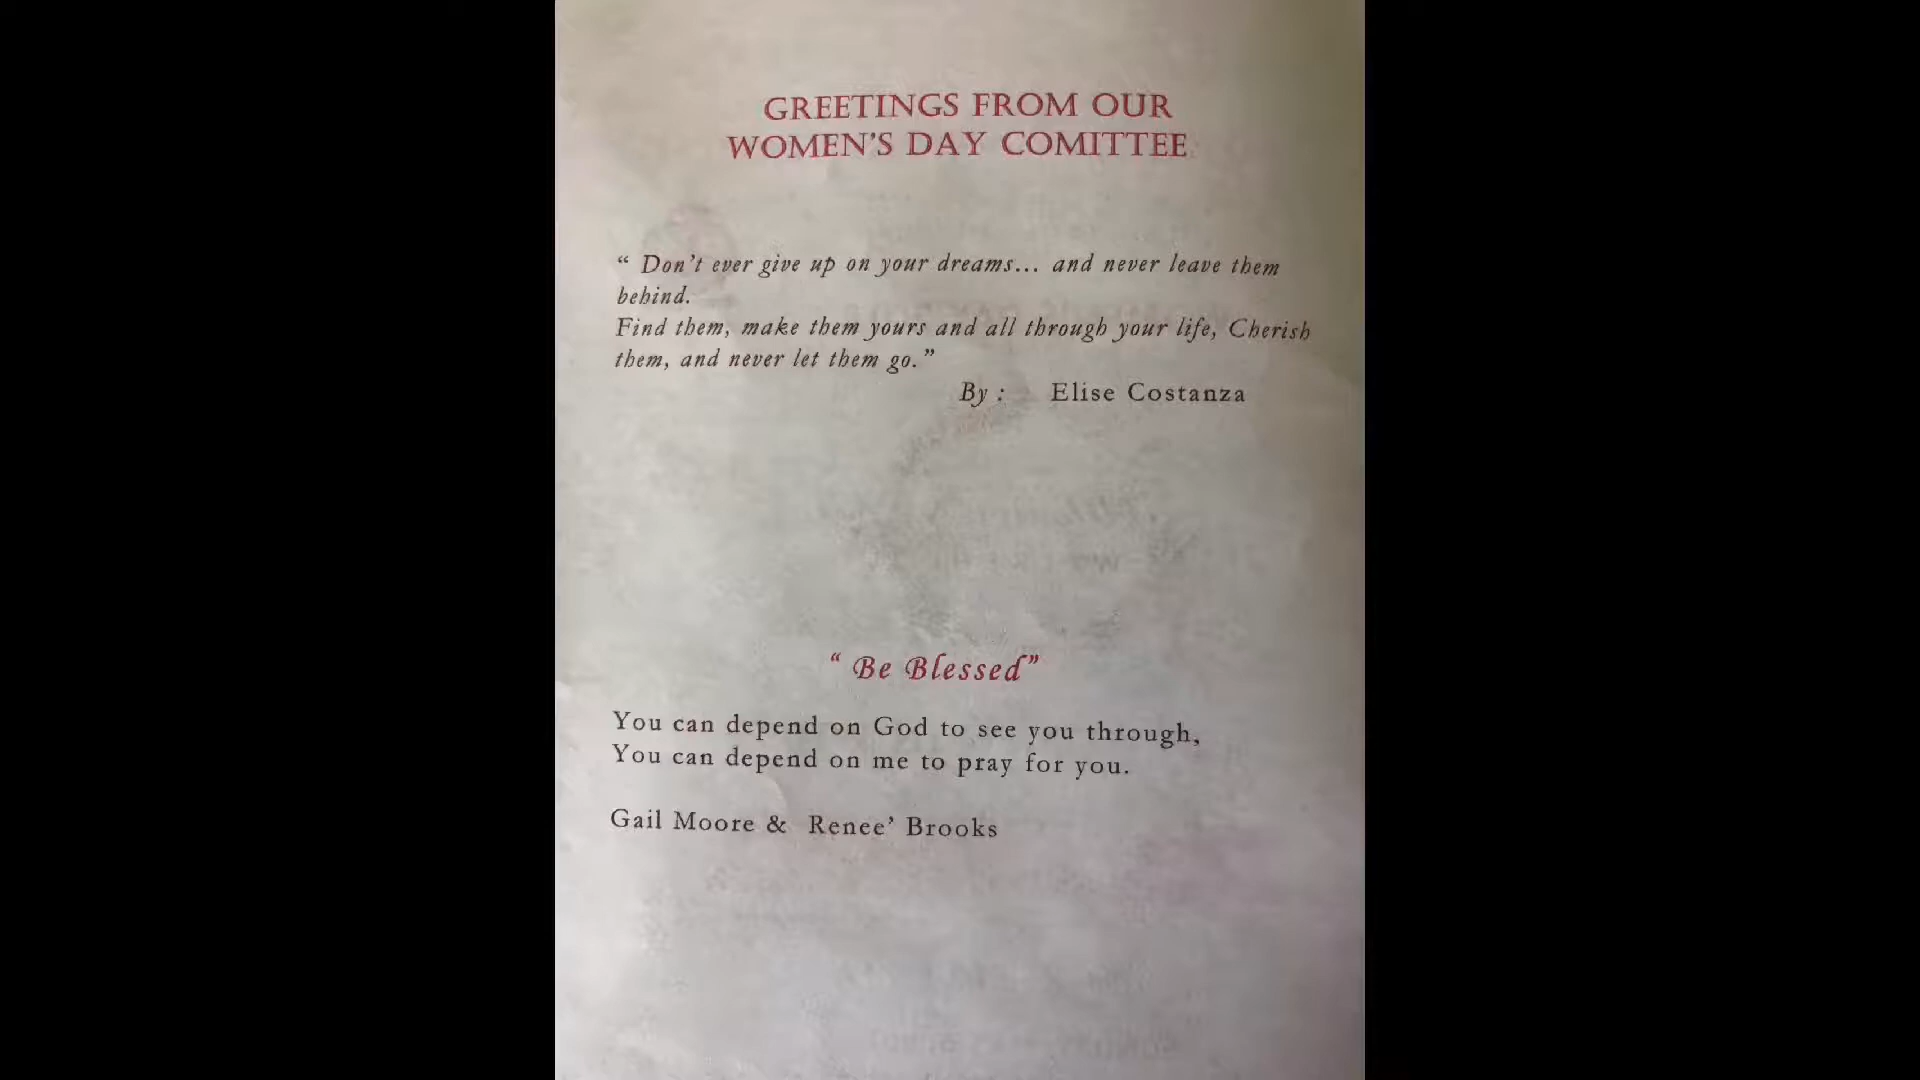 GREETINGS FROM OUR
WOMEN'S DAY COMITTEE
“ Don’t ever give up on your dreams... and never leave them
behind.
Find them, make them yours and all through your life, Cherish
them, and never let them go.”
By : Elise Costanza
“ Be Blessed”
You can depend on God to see you through,
You can depend on me to pray for you.
Gail Moore & Renee’ Brooks